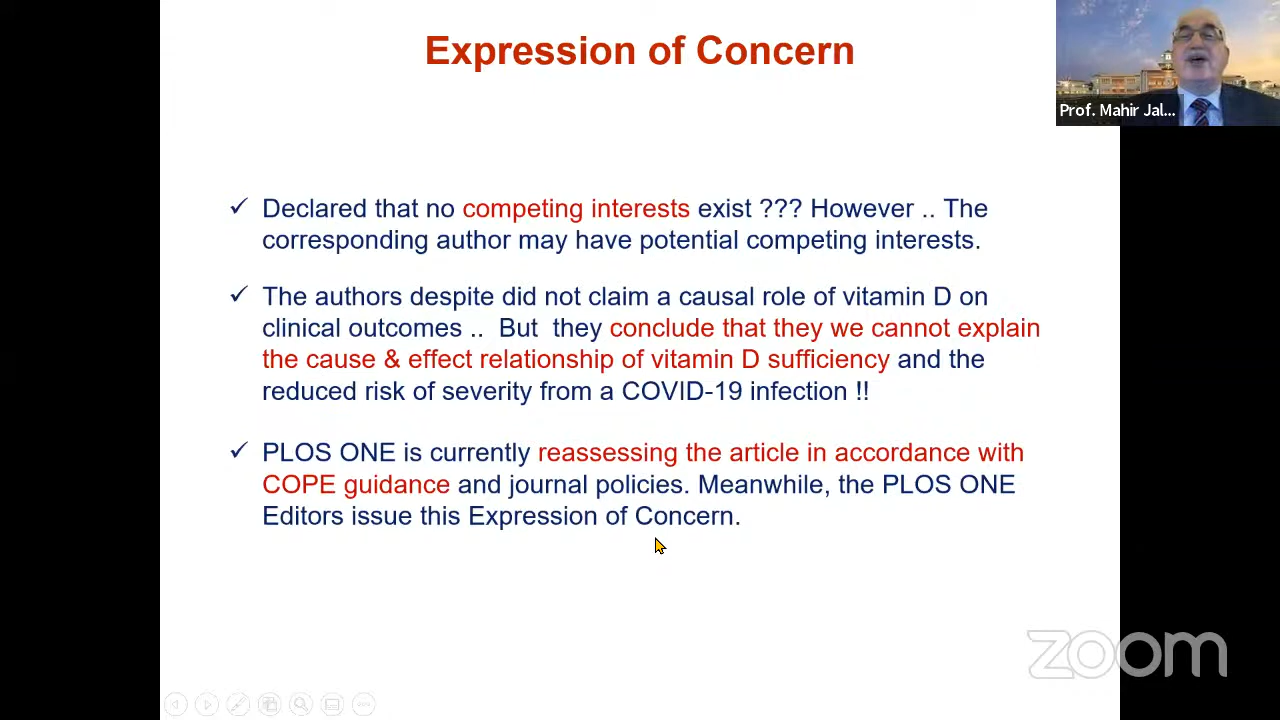 Expression of Concern
Prof. Mahir Jal...
✓ Declared that no competing interests exist ??? However .. The
corresponding author may have potential competing interests.
✓ The authors despite did not claim a causal role of vitamin D on
clinical outcomes .. But they conclude that they we cannot explain
the cause & effect relationship of vitamin D sufficiency and the
reduced risk of severity from a COVID-19 infection !!
✓ PLOS ONE is currently reassessing the article in accordance with
COPE guidance and journal policies. Meanwhile, the PLOS ONE
Editors issue this Expression of Concern.
zoom